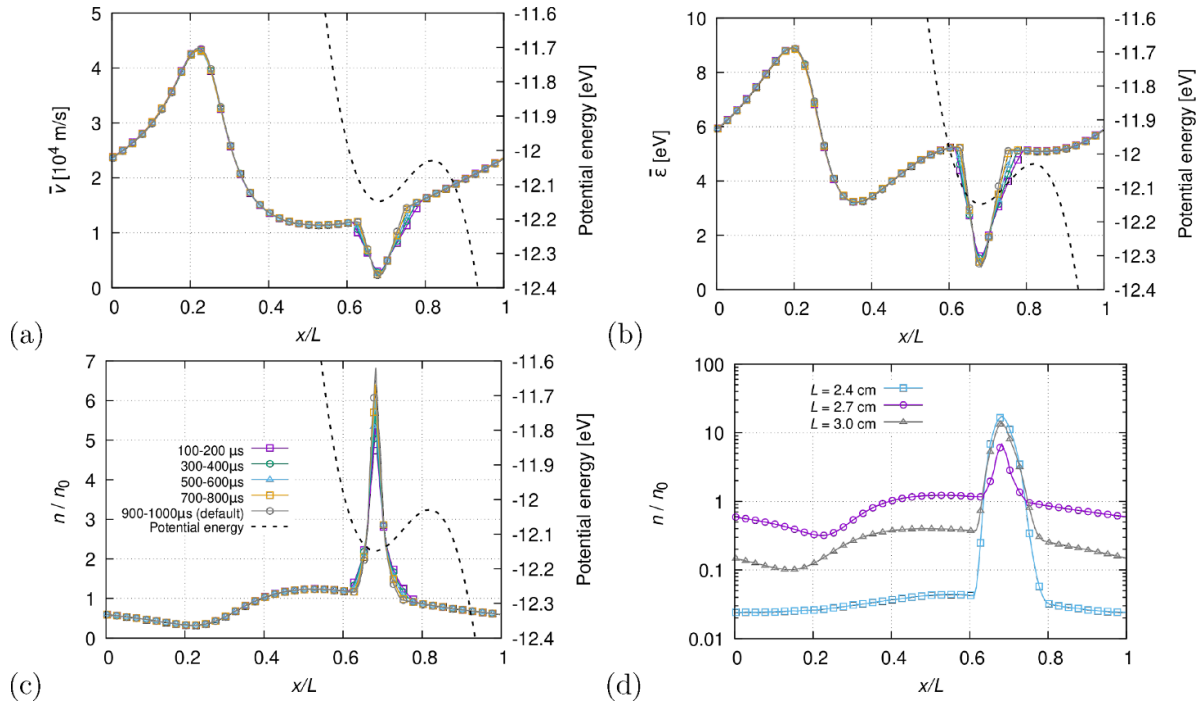 5
4
3
2
1
0
v̄ [10⁴ m/s]
-11.6
-11.7
-11.8
-11.9
-12
-12.1
-12.2
-12.3
-12.4
Potential energy [eV]
0 0.2 0.4 0.6 0.8 1
x/L
(a)
10
8
6
4
2
0
ε̄ [eV]
-11.6
-11.7
-11.8
-11.9
-12
-12.1
-12.2
-12.3
-12.4
Potential energy [eV]
0 0.2 0.4 0.6 0.8 1
x/L
(b)
7
6
5
4
3
2
1
0
n / n₀
100-200 μs
300-400μs
500-600μs
700-800μs
900-1000μs (default)
Potential energy
-11.6
-11.7
-11.8
-11.9
-12
-12.1
-12.2
-12.3
-12.4
Potential energy [eV]
0 0.2 0.4 0.6 0.8 1
x/L
(c)
100
10
1
0.1
0.01
n / n₀
L = 2.4 cm
L = 2.7 cm
L = 3.0 cm
0 0.2 0.4 0.6 0.8 1
x/L
(d)